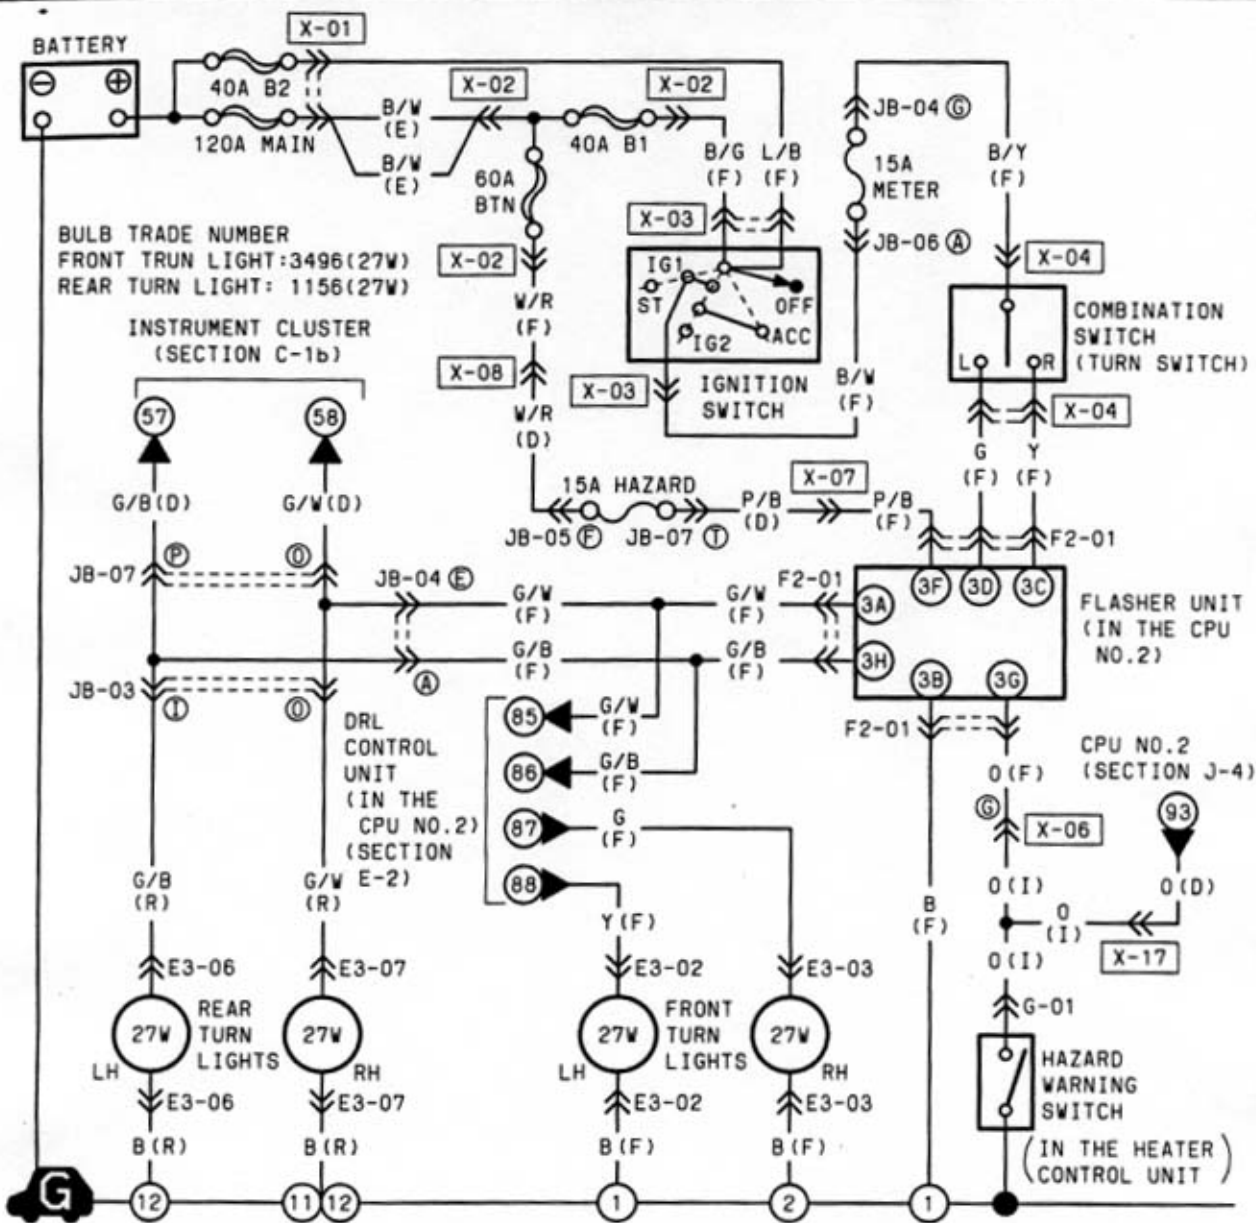 X-01
BATTERY
40A B2
X-02
X-02
JB-04 G
B/W
(E)
120A MAIN
40A B1
B/W
(E)
60A
BTN
B/G
(F)
L/B
(F)
15A
METER
B/Y
(F)
X-03
JB-06 A
BULB TRADE NUMBER
FRONT TRUN LIGHT:3496(27W)
REAR TURN LIGHT: 1156(27W)
X-02
X-04
IG1
ST
OFF
IG2
ACC
W/R
(F)
INSTRUMENT CLUSTER
(SECTION C-1b)
COMBINATION
SWITCH
(TURN SWITCH)
L
R
X-08
X-03
IGNITION
SWITCH
B/W
(F)
X-04
57
58
W/R
(D)
G
(F)
Y
(F)
G/B(D)
G/W(D)
15A HAZARD
X-07
P/B
(D)
P/B
(F)
JB-05 F
JB-07 T
F2-01
P
O
JB-07
JB-04 E
G/W
(F)
G/W
(F)
F2-01
3A
3F
3D
3C
FLASHER UNIT
(IN THE CPU
NO.2)
G/B
(F)
G/B
(F)
3H
3B
3G
A
JB-03
I
O
DRL
CONTROL
UNIT
(IN THE
CPU NO.2)
(SECTION
E-2)
85
G/W
(F)
86
G/B
(F)
87
G
(F)
88
F2-01
CPU NO.2
(SECTION J-4)
O(F)
G
X-06
93
G/B
(R)
G/W
(R)
Y(F)
B
(F)
O(I)
O
(I)
O(D)
X-17
O(I)
E3-06
E3-07
E3-02
E3-03
G-01
27W
REAR
TURN
LIGHTS
27W
27W
FRONT
TURN
LIGHTS
27W
LH
RH
LH
RH
HAZARD
WARNING
SWITCH
E3-06
E3-07
E3-02
E3-03
B(R)
B(R)
B(F)
B(F)
(IN THE HEATER
CONTROL UNIT)
G
12
11
12
1
2
1